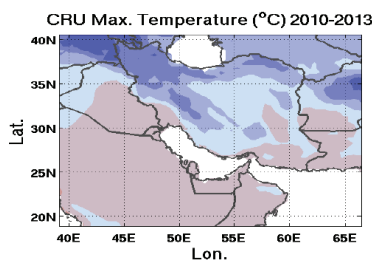 CRU Max. Temperature (°C) 2010-2013
40N
35N
30N
25N
20N
Lat.
40E 45E 50E 55E 60E 65E
Lon.